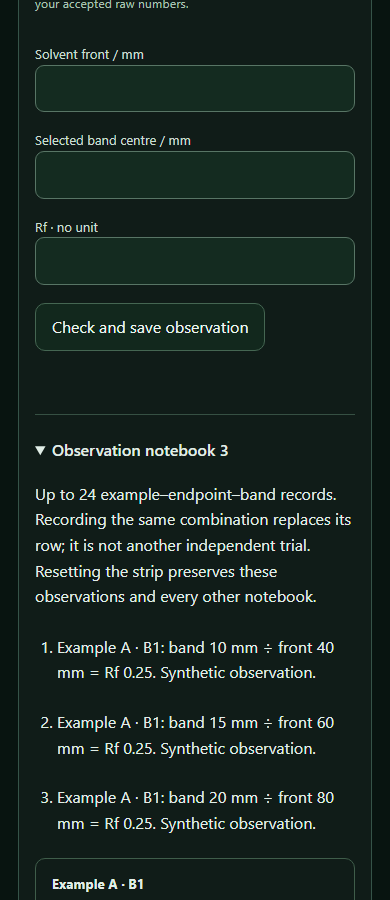 your accepted raw numbers.
Solvent front / mm
Selected band centre / mm
Rf · no unit
Check and save observation
▼ Observation notebook 3
Up to 24 example–endpoint–band records.
Recording the same combination replaces its
row; it is not another independent trial.
Resetting the strip preserves these
observations and every other notebook.
1. Example A · B1: band 10 mm ÷ front 40
mm = Rf 0.25. Synthetic observation.
2. Example A · B1: band 15 mm ÷ front 60
mm = Rf 0.25. Synthetic observation.
3. Example A · B1: band 20 mm ÷ front 80
mm = Rf 0.25. Synthetic observation.
Example A · B1